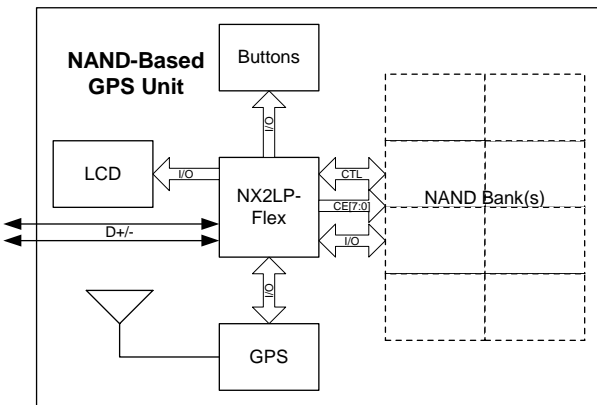 NAND-Based
GPS Unit
Buttons
I/O
LCD
I/O
NX2LP-
Flex
CTL
CE[7:0]
I/O
NAND Bank(s)
D+/-
I/O
GPS